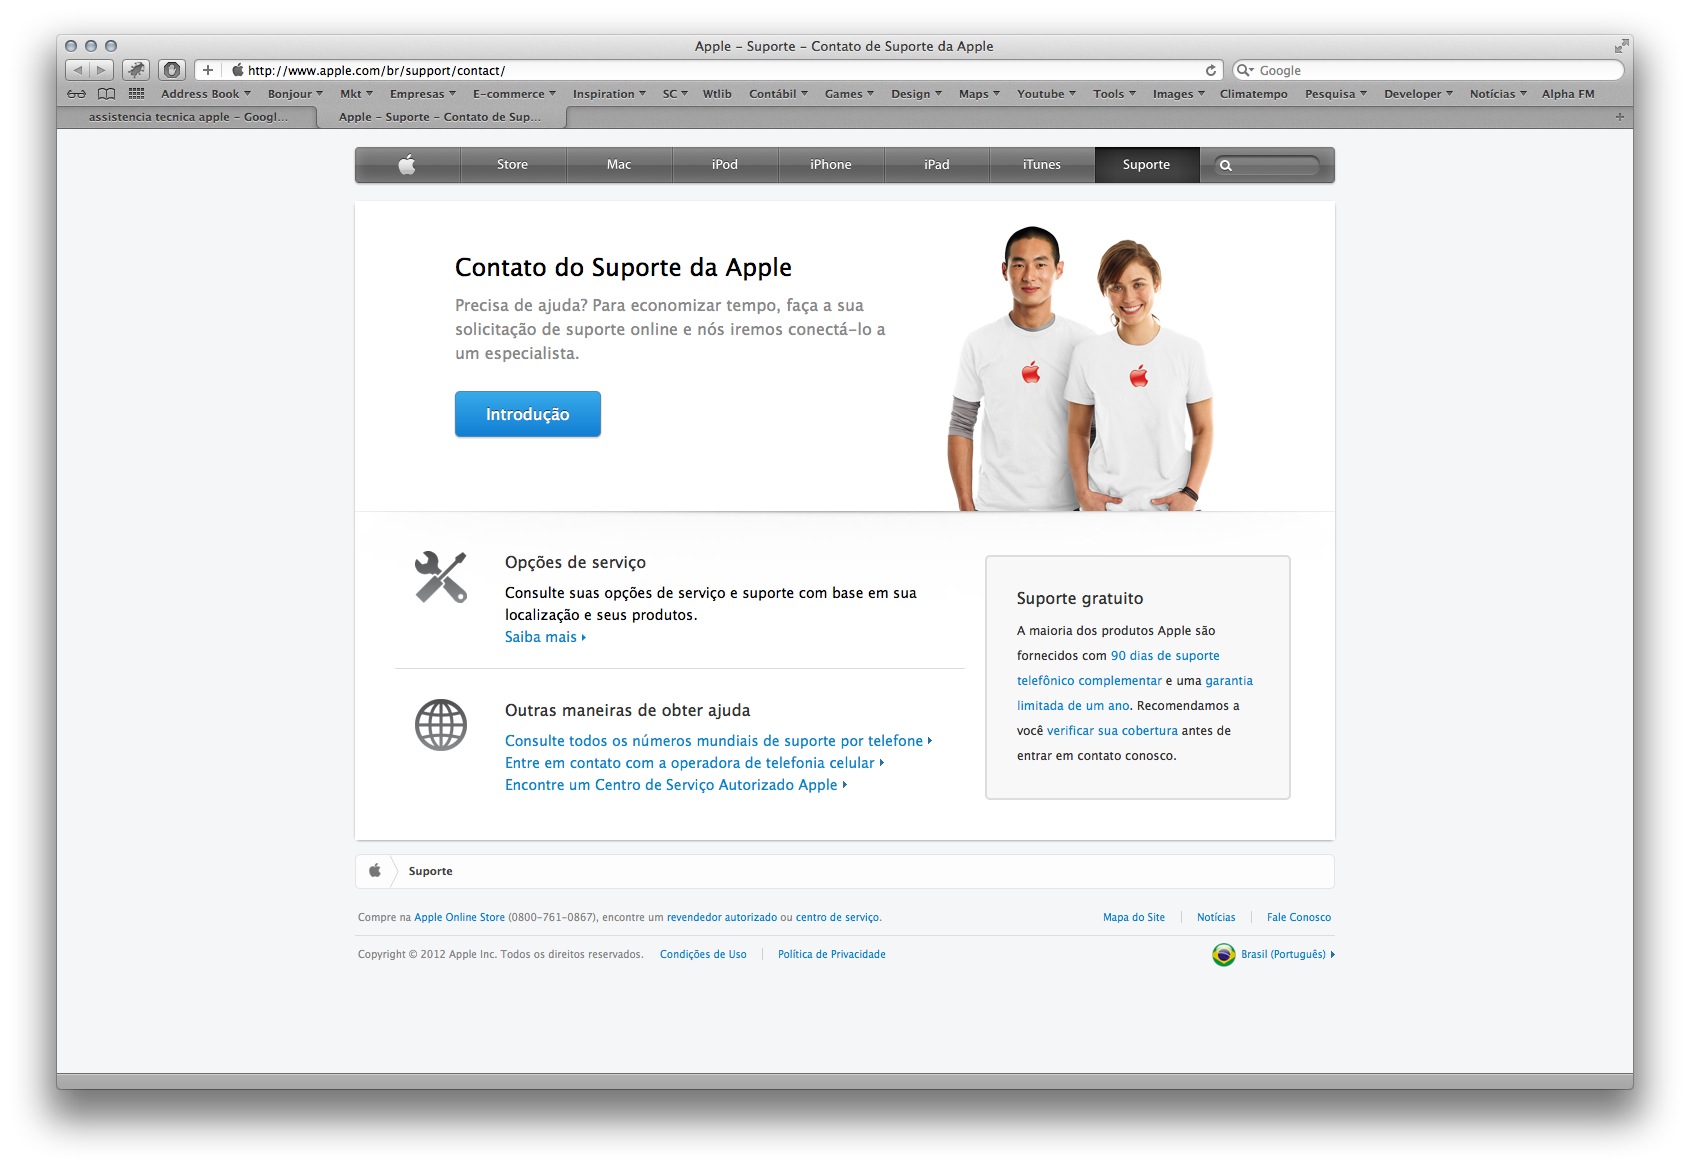 Apple – Suporte – Contato de Suporte da Apple
http://www.apple.com/br/support/contact/
Google
Address Book
Bonjour
Mkt
Empresas
E-commerce
Inspiration
SC
Wtlib
Contábil
Games
Design
Maps
Youtube
Tools
Images
Climatempo
Pesquisa
Developer
Notícias
Alpha FM
assistencia tecnica apple – Googl...
Apple – Suporte – Contato de Sup...
Store
Mac
iPod
iPhone
iPad
iTunes
Suporte
Contato do Suporte da Apple
Precisa de ajuda? Para economizar tempo, faça a sua
solicitação de suporte online e nós iremos conectá-lo a
um especialista.
Introdução
Opções de serviço
Consulte suas opções de serviço e suporte com base em sua
localização e seus produtos.
Saiba mais
Outras maneiras de obter ajuda
Consulte todos os números mundiais de suporte por telefone
Entre em contato com a operadora de telefonia celular
Encontre um Centro de Serviço Autorizado Apple
Suporte gratuito
A maioria dos produtos Apple são
fornecidos com 90 dias de suporte
telefônico complementar e uma garantia
limitada de um ano. Recomendamos a
você verificar sua cobertura antes de
entrar em contato conosco.
Suporte
Compre na Apple Online Store (0800-761-0867), encontre um revendedor autorizado ou centro de serviço.
Mapa do Site
Notícias
Fale Conosco
Copyright © 2012 Apple Inc. Todos os direitos reservados.
Condições de Uso
Política de Privacidade
Brasil (Português)